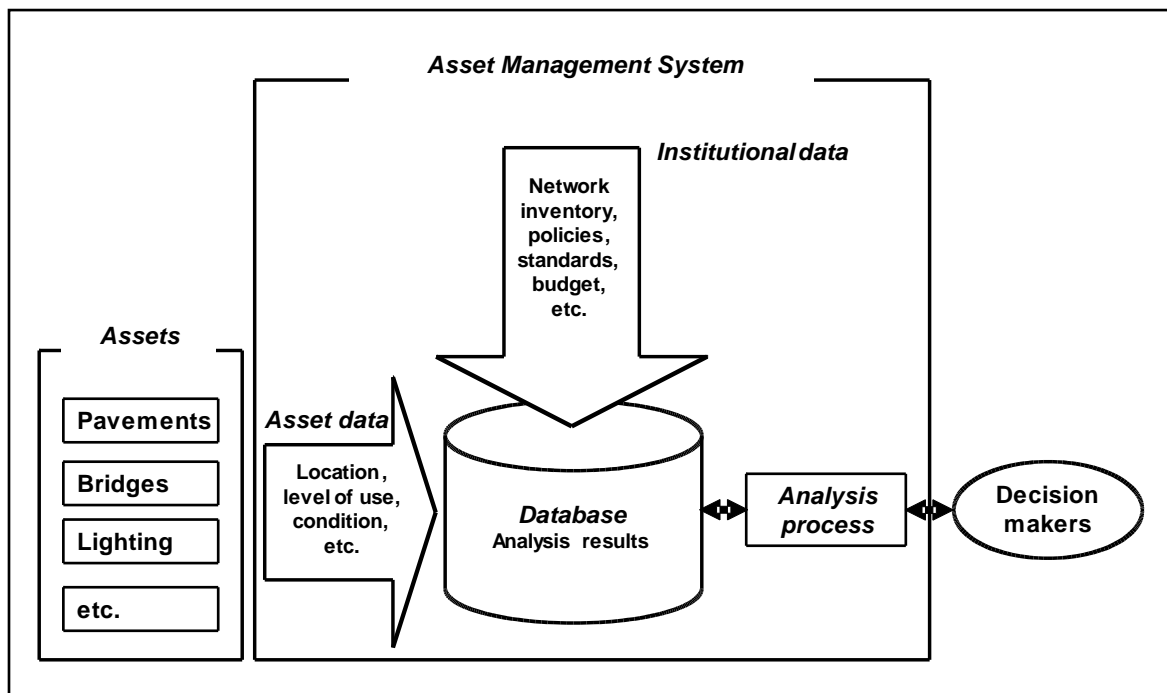 Asset Management System
Institutional data
Network
inventory,
policies,
standards,
budget,
etc.
Assets
Pavements
Bridges
Lighting
etc.
Asset data
Location,
level of use,
condition,
etc.
Database
Analysis results
Analysis
process
Decision
makers